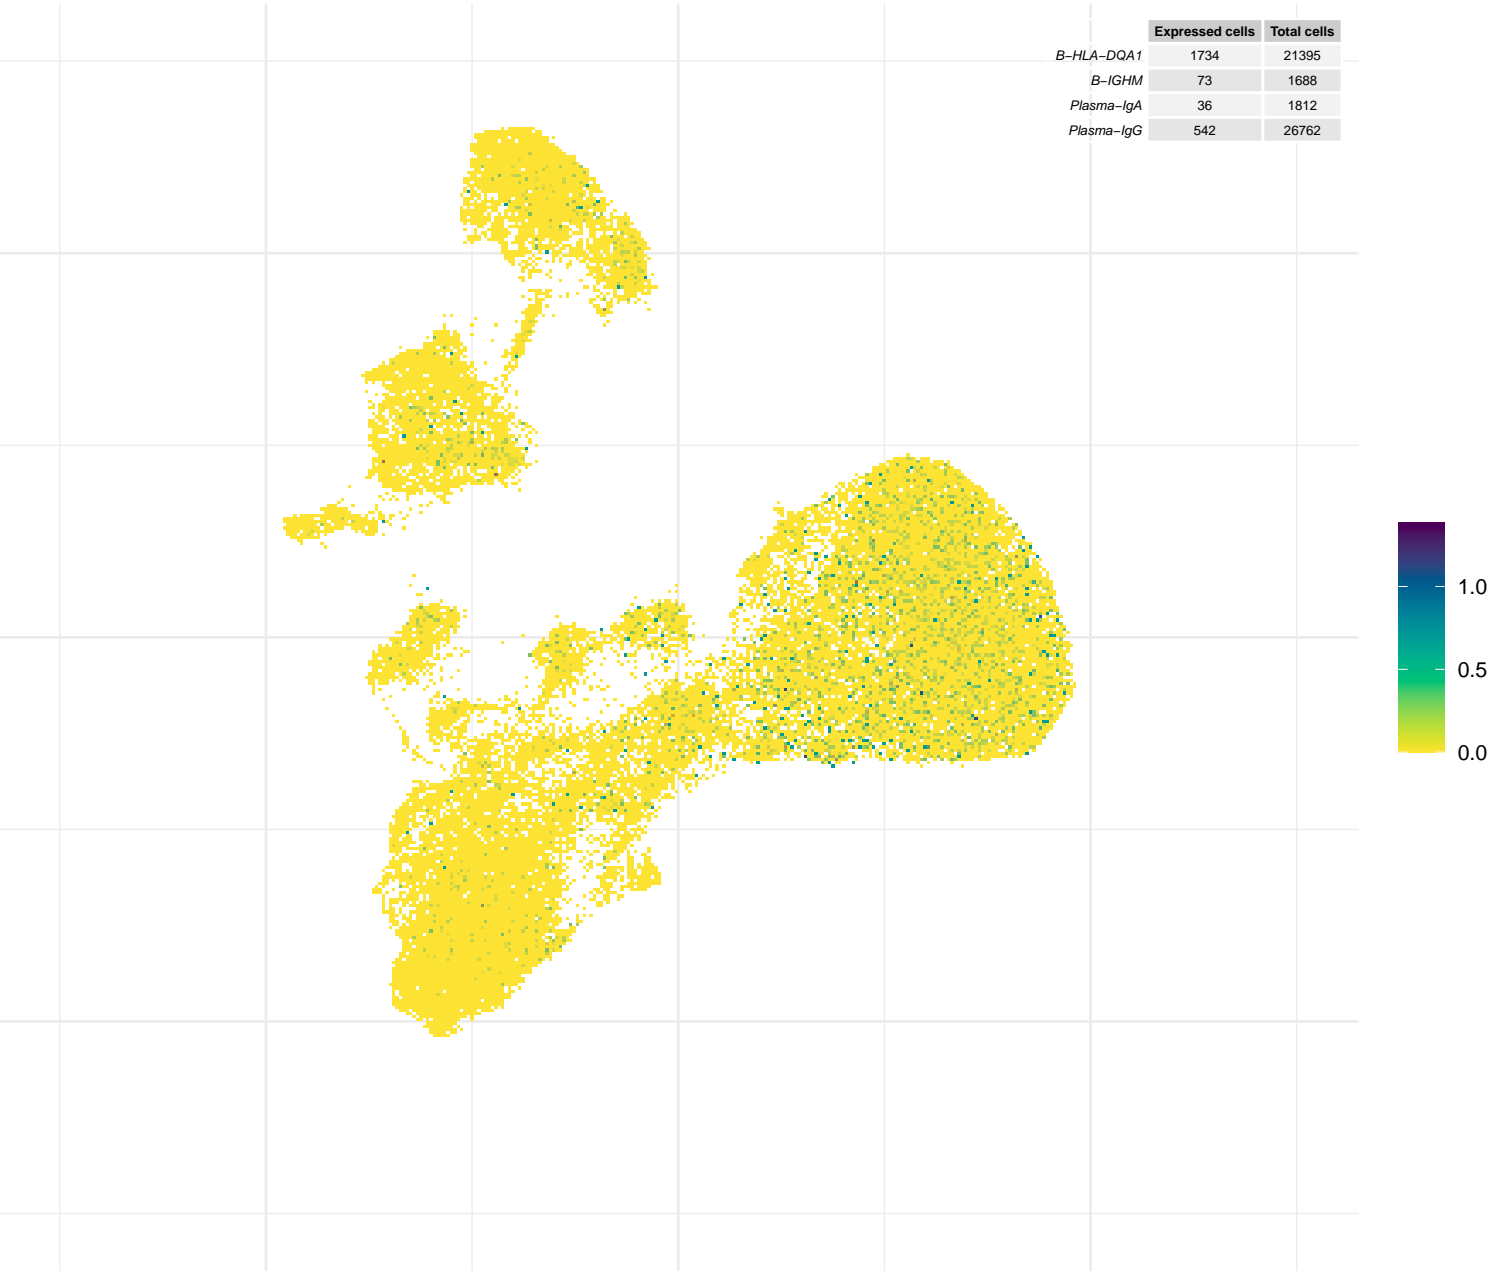 Expressed cells Total cells
B−HLA−DQA1 1734 21395
B−IGHM 73 1688
Plasma−IgA 36 1812
Plasma−IgG 542 26762
1.0
0.5
0.0